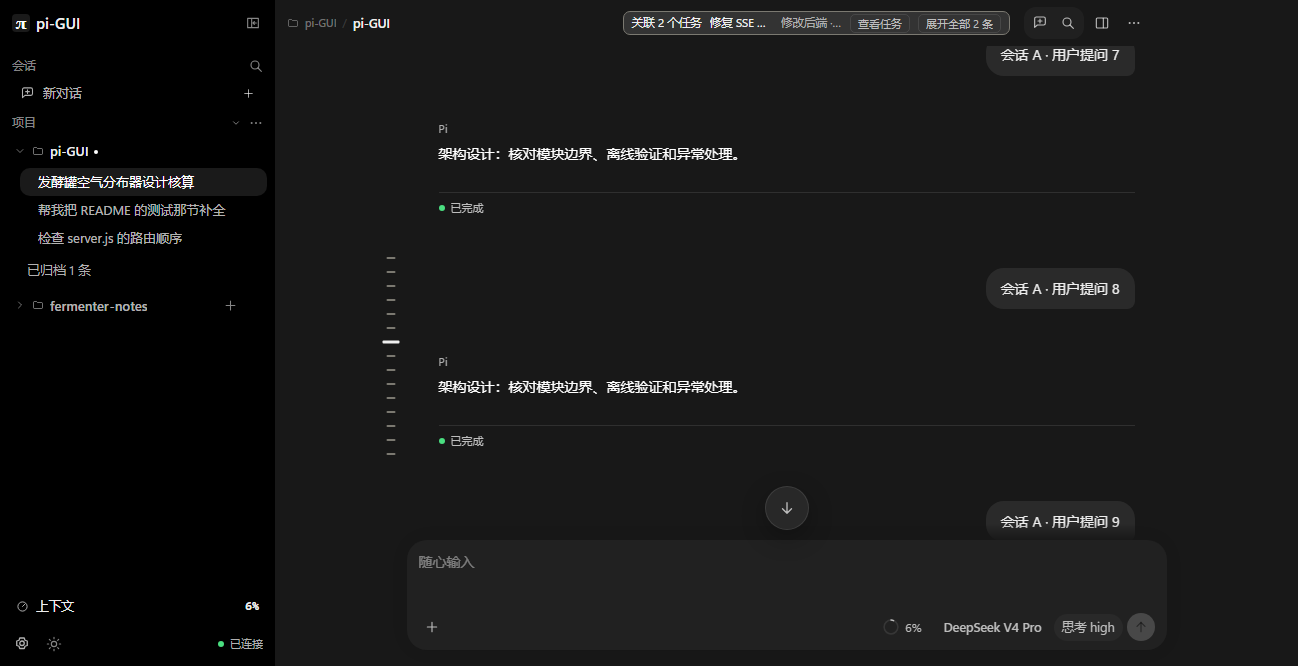 π pi-GUI
会话
新对话
项目
pi-GUI
发酵罐空气分布器设计核算
帮我把 README 的测试那节补全
检查 server.js 的路由顺序
已归档 1 条
fermenter-notes
上下文 6%
已连接
pi-GUI / pi-GUI
关联 2 个任务 修复 SSE ... 修改后端 ·... 查看任务 展开全部 2 条
会话 A · 用户提问 7
Pi
架构设计：核对模块边界、离线验证和异常处理。
已完成
会话 A · 用户提问 8
Pi
架构设计：核对模块边界、离线验证和异常处理。
已完成
会话 A · 用户提问 9
随心输入
6% DeepSeek V4 Pro 思考 high